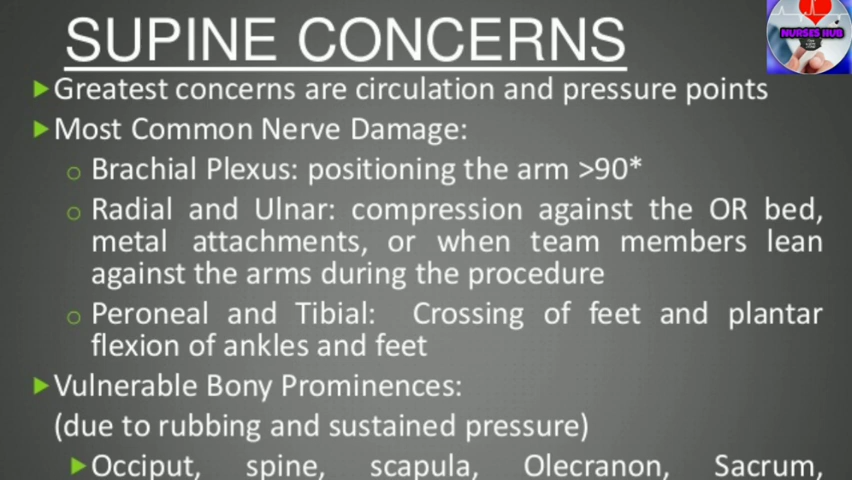 SUPINE CONCERNS
NURSES HUB
Greatest concerns are circulation and pressure points
Most Common Nerve Damage:
Brachial Plexus: positioning the arm >90*
Radial and Ulnar: compression against the OR bed,
metal attachments, or when team members lean
against the arms during the procedure
Peroneal and Tibial: Crossing of feet and plantar
flexion of ankles and feet
Vulnerable Bony Prominences:
(due to rubbing and sustained pressure)
Occiput, spine, scapula, Olecranon, Sacrum,